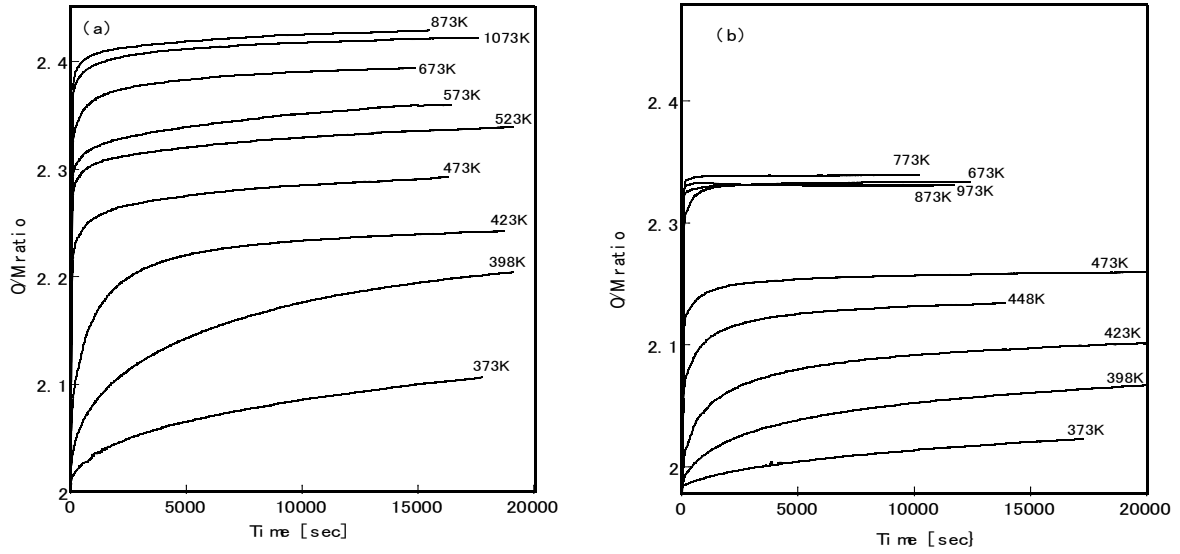 (a)
873K
1073K
2.4
673K
573K
523K
2.3
473K
423K
2.2
398K
2.1
373K
2
0 5000 10000 15000 20000
Time [sec]
O/M ratio
(b)
2.4
773K
673K
973K
873K
2.3
473K
448K
423K
2.1
398K
373K
2
0 5000 10000 15000 20000
Time [sec}
O/M ratio